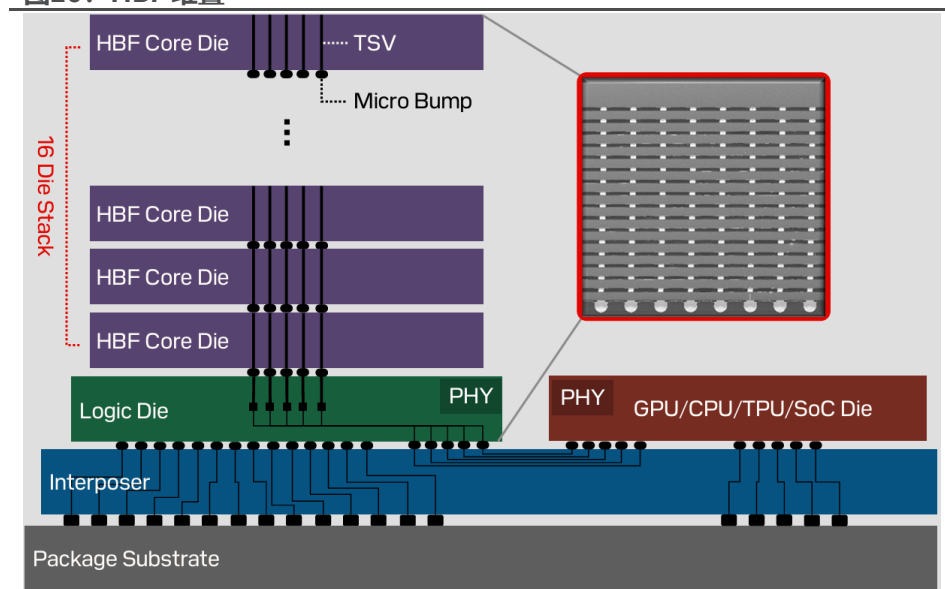 HBF Core Die
TSV
Micro Bump
16 Die Stack
HBF Core Die
HBF Core Die
HBF Core Die
Logic Die
PHY
PHY
GPU/CPU/TPU/SoC Die
Interposer
Package Substrate